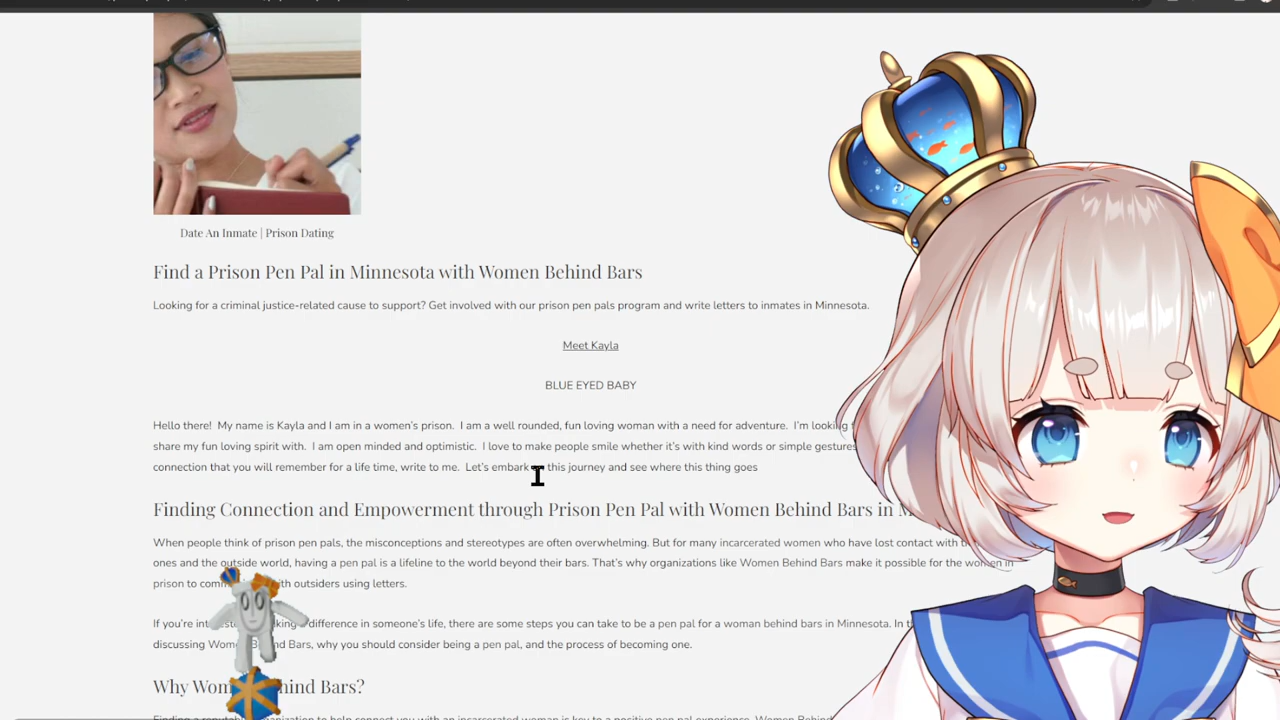 Date An Inmate | Prison Dating
Find a Prison Pen Pal in Minnesota with Women Behind Bars
Looking for a criminal justice-related cause to support? Get involved with our prison pen pals program and write letters to inmates in Minnesota.
Meet Kayla
BLUE EYED BABY
Hello there! My name is Kayla and I am in a women's prison. I am a well rounded, fun loving woman with a need for adventure. I'm looking
share my fun loving spirit with. I am open minded and optimistic. I love to make people smile whether it's with kind words or simple gestures
connection that you will remember for a life time, write to me. Let's embark this journey and see where this thing goes
Finding Connection and Empowerment through Prison Pen Pal with Women Behind Bars in
When people think of prison pen pals, the misconceptions and stereotypes are often overwhelming. But for many incarcerated women who have lost contact with
ones and the outside world, having a pen pal is a lifeline to the world beyond their bars. That's why organizations like Women Behind Bars make it possible for the women in
prison to with outsiders using letters.
If you're difference in someone's life, there are some steps you can take to be a pen pal for a woman behind bars in Minnesota. In
discussing Bars, why you should consider being a pen pal, and the process of becoming one.
Why Bars?